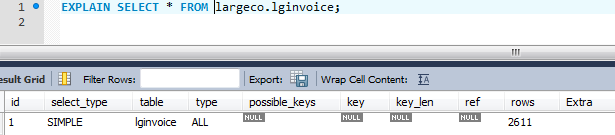 1 EXPLAIN SELECT * FROM largeco.lginvoice;
2
esult Grid Filter Rows: Export: Wrap Cell Content: IA
id select_type table type possible_keys key key_len ref rows Extra
1 SIMPLE lginvoice ALL NULL NULL NULL NULL 2611